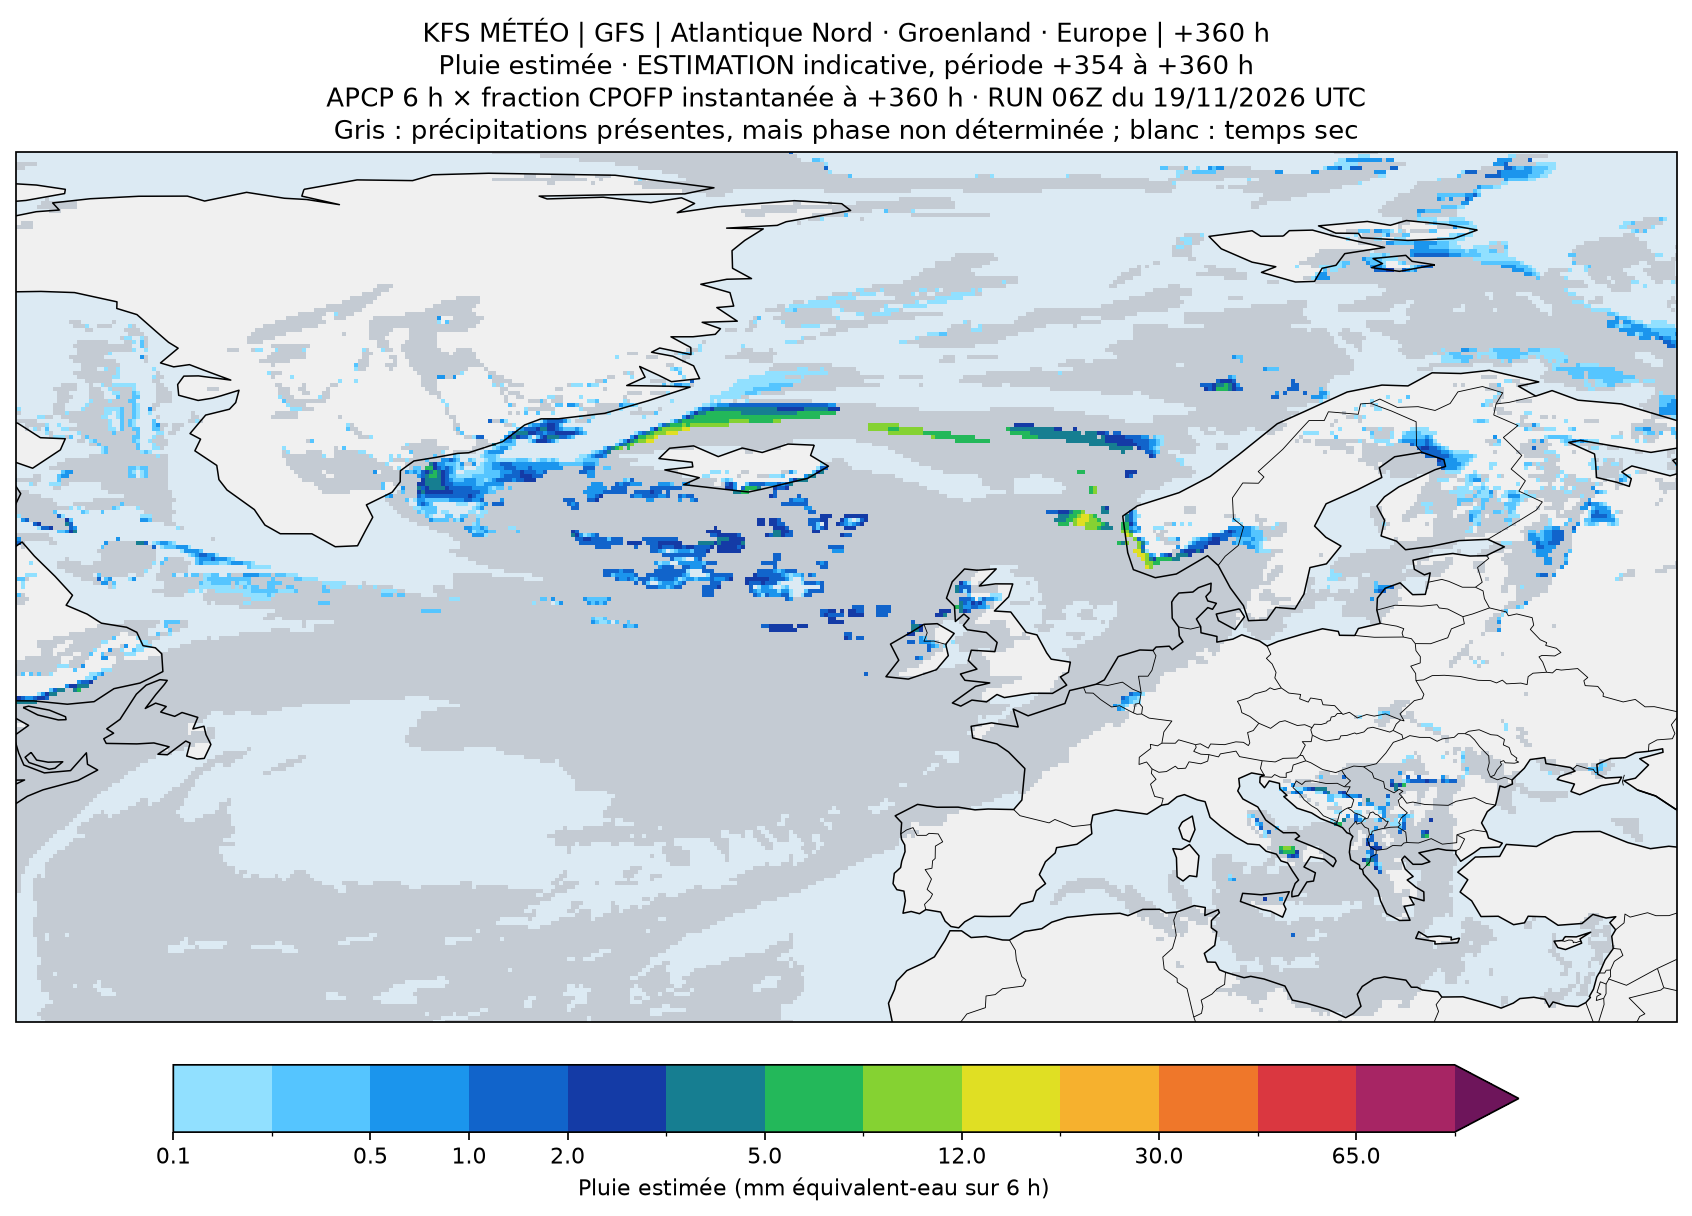 KFS MÉTÉO | GFS | Atlantique Nord · Groenland · Europe | +360 h
Pluie estimée · ESTIMATION indicative, période +354 à +360 h
APCP 6 h × fraction CPOFP instantanée à +360 h · RUN 06Z du 19/11/2026 UTC
Gris : précipitations présentes, mais phase non déterminée ; blanc : temps sec
0.1 0.5 1.0 2.0 5.0 12.0 30.0 65.0
Pluie estimée (mm équivalent-eau sur 6 h)